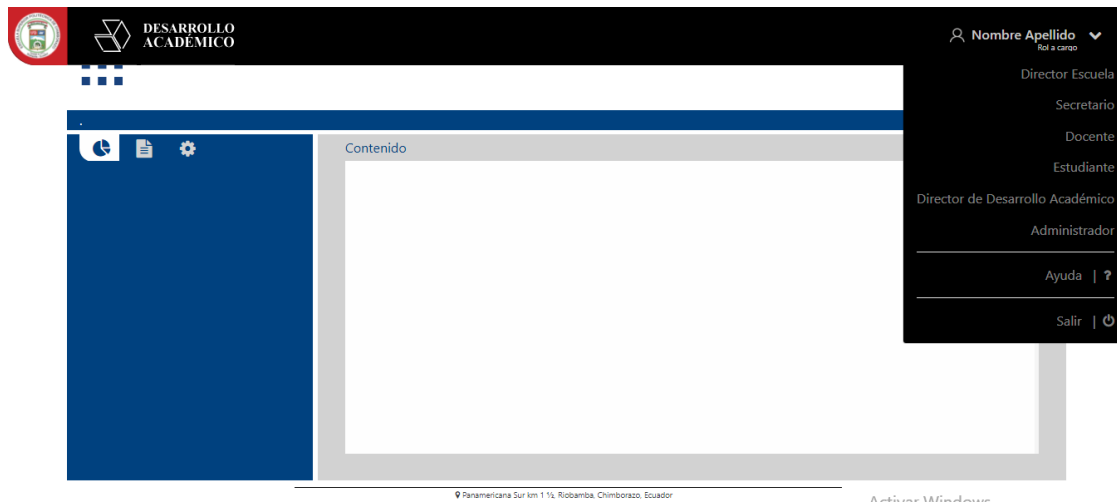 DESARROLLO
ACADÉMICO
Nombre Apellido
Rol a cargo
Director Escuela
Secretario
Docente
Estudiante
Director de Desarrollo Académico
Administrador
Ayuda | ?
Salir |
.
Contenido
Panamericana Sur km 1 ½, Riobamba, Chimborazo, Ecuador
Activar Windows